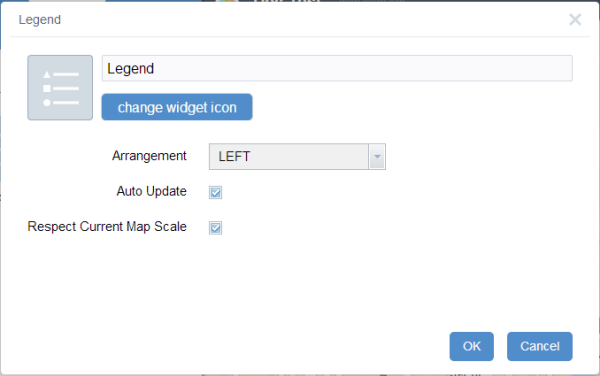 Legend
Legend
change widget icon
Arrangement LEFT
Auto Update
Respect Current Map Scale
OK Cancel